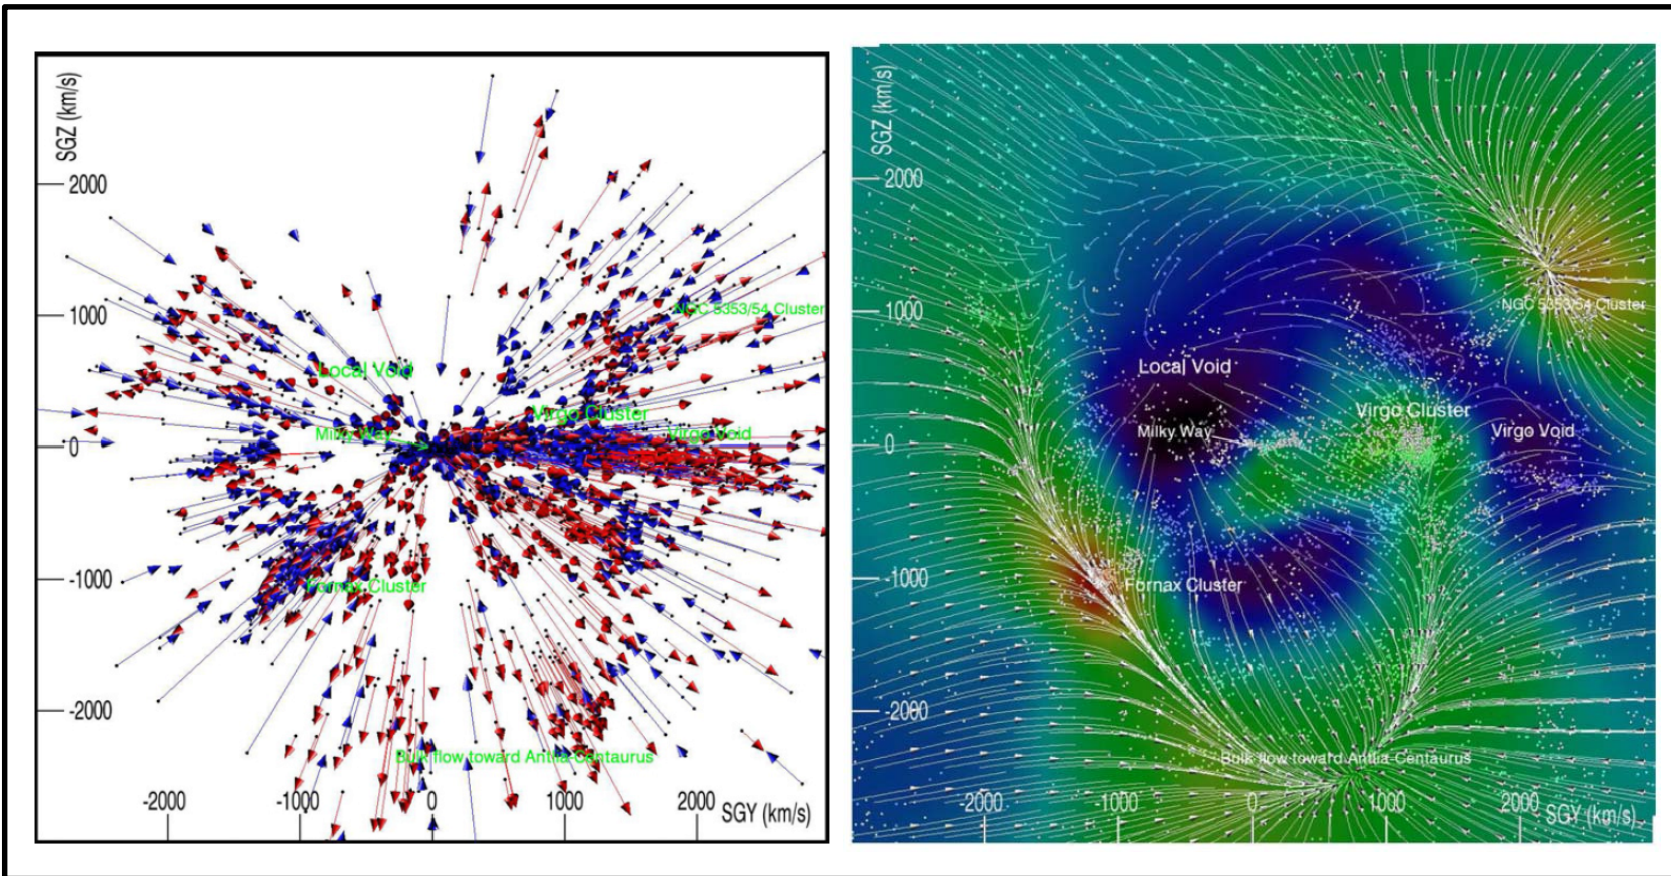 SGZ (km/s)
2000
1000
0
-1000
-2000
NGC 5353/54 Cluster
Local Void
Virgo Cluster
Milky Way
Virgo Void
Fornax Cluster
Bulk flow toward Antlia-Centaurus
-2000 -1000 0 1000 2000 SGY (km/s)
SGZ (km/s)
2000
1000
0
-1000
-2000
NGC 5353/54 Cluster
Local Void
Virgo Cluster
Milky Way
Virgo Void
Fornax Cluster
Bulk flow toward Antlia-Centaurus
-2000 -1000 0 1000 2000 SGY (km/s)